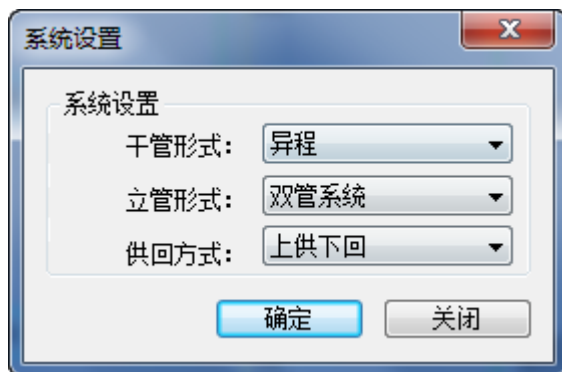 系统设置
系统设置
干管形式： 异程
立管形式： 双管系统
供回方式： 上供下回
确定 关闭